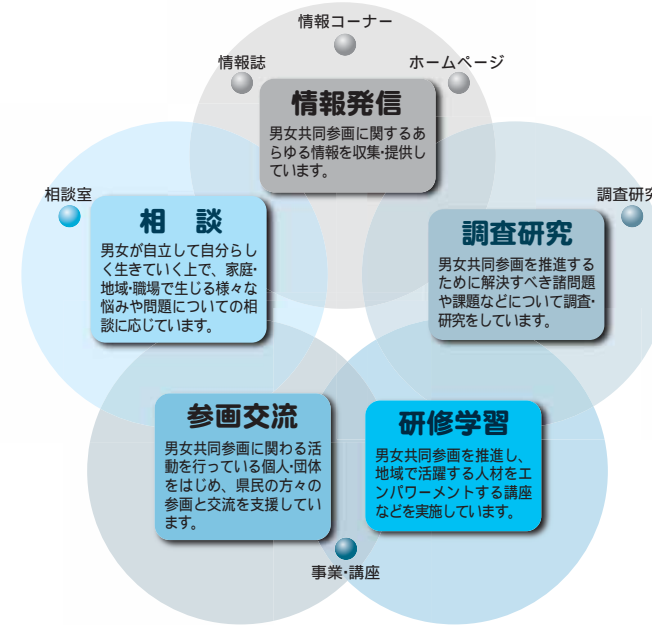 情報コーナー
情報誌
ホームページ
情報発信
男女共同参画に関するあ
らゆる情報を収集・提供し
ています。
相談室
相　談
男女が自立して自分らし
く生きていく上で、家庭・
地域・職場で生じる様々な
悩みや問題についての相
談に応じています。
調査研究
調査研究
男女共同参画を推進する
ために解決すべき諸問題
や課題などについて調査・
研究をしています。
参画交流
男女共同参画に関わる活
動を行っている個人・団体
をはじめ、県民の方々の
参画と交流を支援してい
ます。
研修学習
男女共同参画を推進し、
地域で活躍する人材をエ
ンパワーメントする講座
などを実施しています。
事業・講座